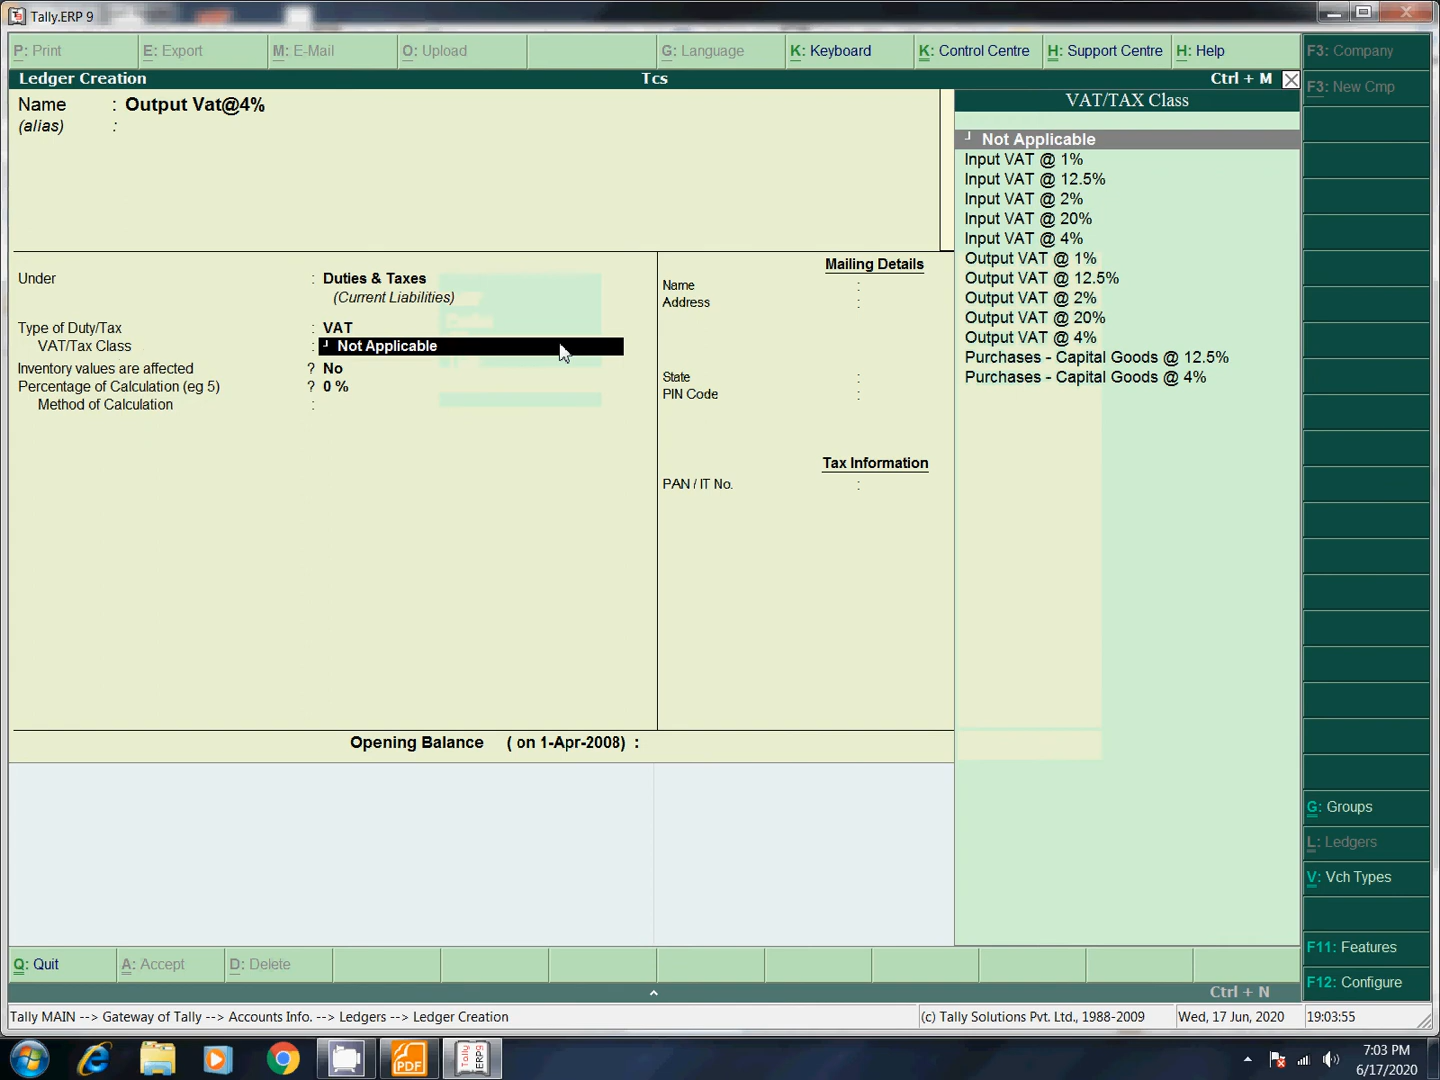 Tally.ERP 9
P: Print
E: Export
M: E-Mail
O: Upload
G: Language
K: Keyboard
K: Control Centre
H: Support Centre
H: Help
F3: Company
F3: New Cmp
Ledger Creation
Tcs
Ctrl + M
Name : Output Vat@4%
(alias) :
VAT/TAX Class
Not Applicable
Input VAT @ 1%
Input VAT @ 12.5%
Input VAT @ 2%
Input VAT @ 20%
Input VAT @ 4%
Output VAT @ 1%
Output VAT @ 12.5%
Output VAT @ 2%
Output VAT @ 20%
Output VAT @ 4%
Purchases - Capital Goods @ 12.5%
Purchases - Capital Goods @ 4%
Under : Duties & Taxes
(Current Liabilities)
Type of Duty/Tax : VAT
VAT/Tax Class : Not Applicable
Inventory values are affected ? No
Percentage of Calculation (eg 5) ? 0 %
Method of Calculation :
Mailing Details
Name :
Address :
State :
PIN Code :
Tax Information
PAN / IT No. :
Opening Balance ( on 1-Apr-2008) :
G: Groups
L: Ledgers
V: Vch Types
F11: Features
F12: Configure
Q: Quit
A: Accept
D: Delete
Ctrl + N
Tally MAIN --> Gateway of Tally --> Accounts Info. --> Ledgers --> Ledger Creation
(c) Tally Solutions Pvt. Ltd., 1988-2009
Wed, 17 Jun, 2020
19:03:55
PDF
Tally
ERP9
7:03 PM
6/17/2020